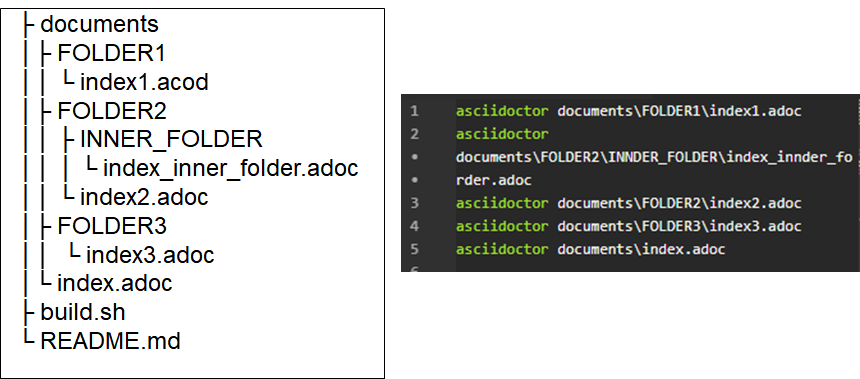 ├ documents
│├ FOLDER1
││ └ index1.acod
│├ FOLDER2
││ ├ INNER_FOLDER
││ │ └ index_inner_folder.adoc
││ └ index2.adoc
│├ FOLDER3
││ └ index3.adoc
│└ index.adoc
├ build.sh
└ README.md
1 asciidoctor documents\FOLDER1\index1.adoc
2 asciidoctor
• documents\FOLDER2\INNDER_FOLDER\index_innder_fo
• rder.adoc
3 asciidoctor documents\FOLDER2\index2.adoc
4 asciidoctor documents\FOLDER3\index3.adoc
5 asciidoctor documents\index.adoc